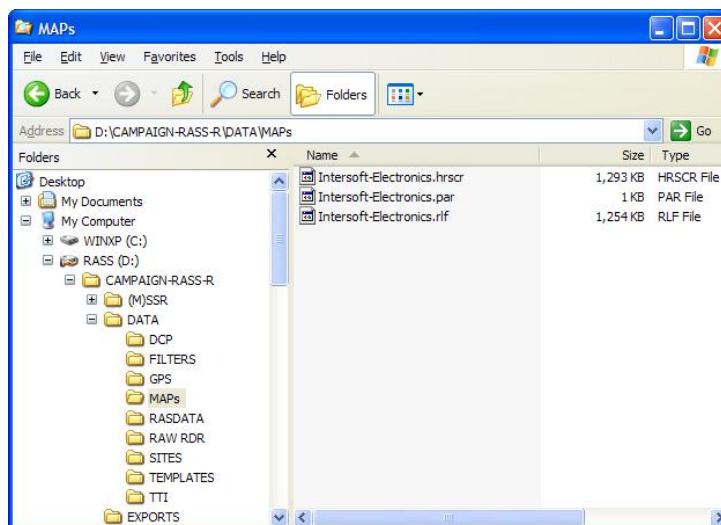 MAPs
File Edit View Favorites Tools Help
Back Search Folders
Address D:\CAMPAIGN-RASS-R\DATA\MAPs Go
Folders Name Size Type
Desktop Intersoft-Electronics.hrscr 1,293 KB HRSCR File
My Documents Intersoft-Electronics.par 1 KB PAR File
My Computer Intersoft-Electronics.rlf 1,254 KB RLF File
WINXP (C:)
RASS (D:)
CAMPAIGN-RASS-R
(M)SSR
DATA
DCP
FILTERS
GPS
MAPs
RASDATA
RAW RDR
SITES
TEMPLATES
TTI
EXPORTS